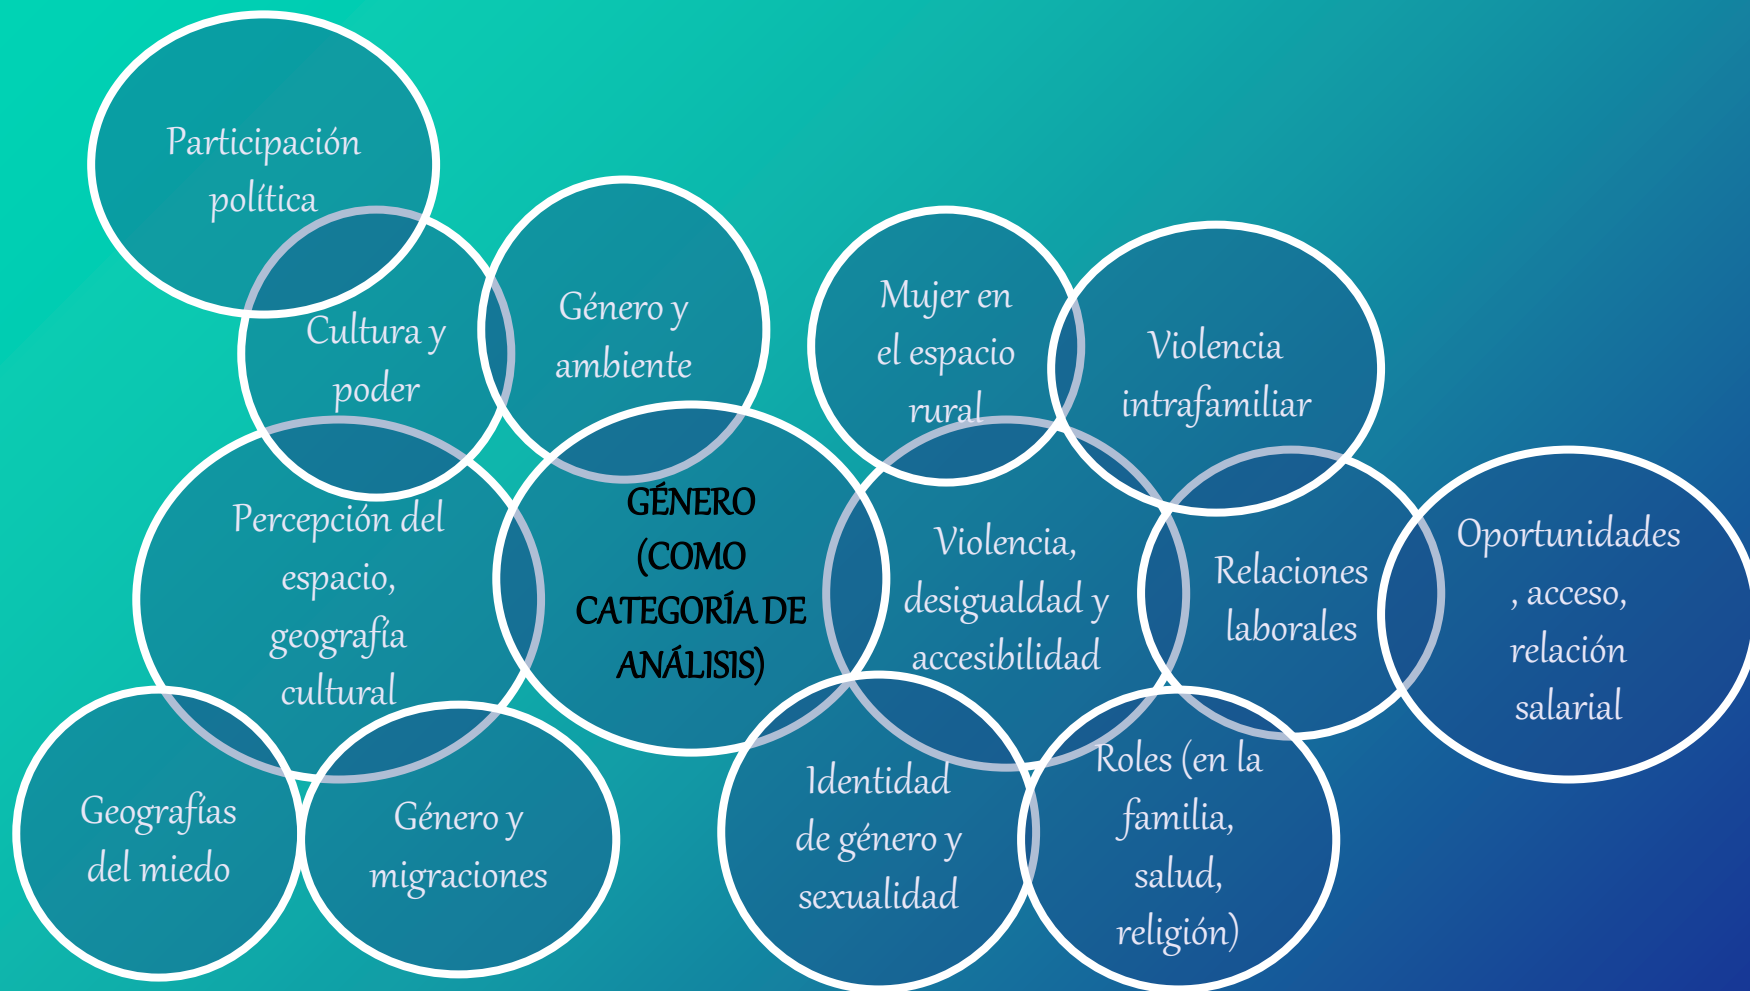 Participación
política
Cultura y
poder
Género y
ambiente
Mujer en
el espacio
rural
Violencia
intrafamiliar
Percepción del
espacio,
geografía
cultural
GÉNERO
(COMO
CATEGORÍA DE
ANÁLISIS)
Violencia,
desigualdad y
accesibilidad
Relaciones
laborales
Oportunidades
, acceso,
relación
salarial
Geografías
del miedo
Género y
migraciones
Identidad
de género y
sexualidad
Roles (en la
familia,
salud,
religión)